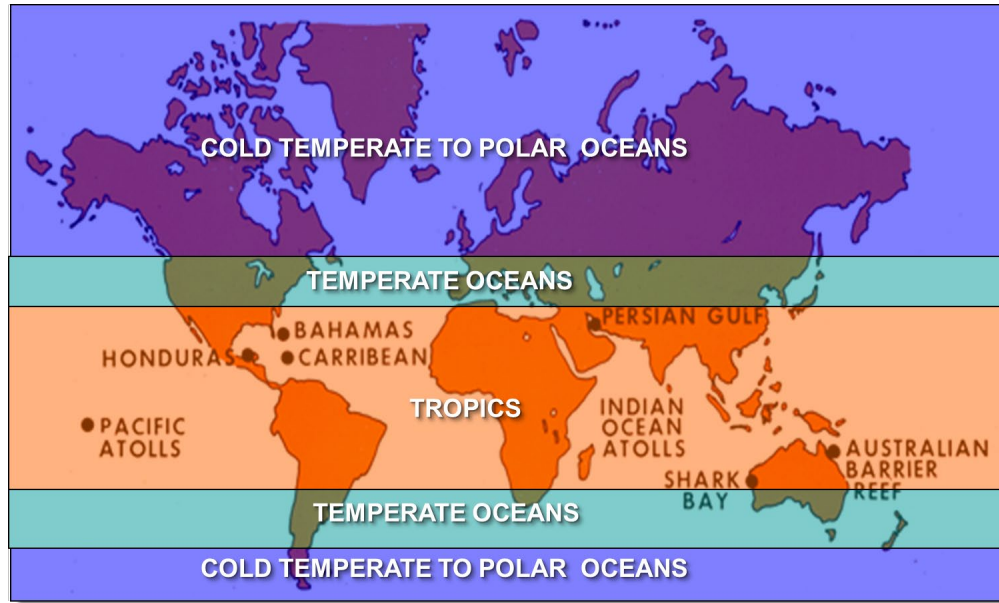 COLD TEMPERATE TO POLAR OCEANS
TEMPERATE OCEANS
PERSIAN GULF
BAHAMAS
HONDURAS
CARRIBEAN
TROPICS
PACIFIC
ATOLLS
INDIAN
OCEAN
ATOLLS
AUSTRALIAN
BARRIER
REEF
SHARK
BAY
TEMPERATE OCEANS
COLD TEMPERATE TO POLAR OCEANS